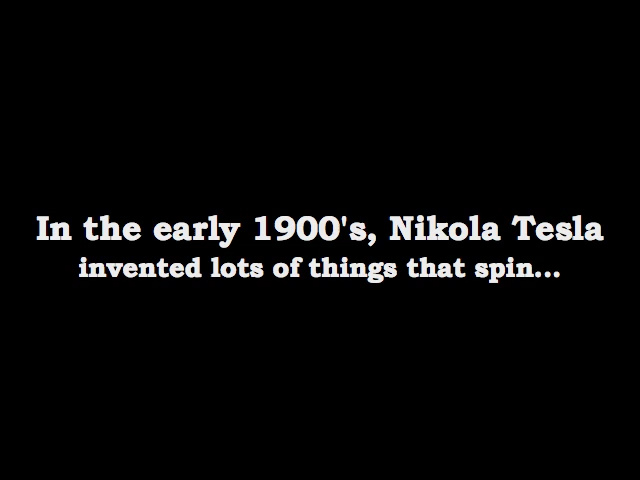 In the early 1900's, Nikola Tesla
invented lots of things that spin...